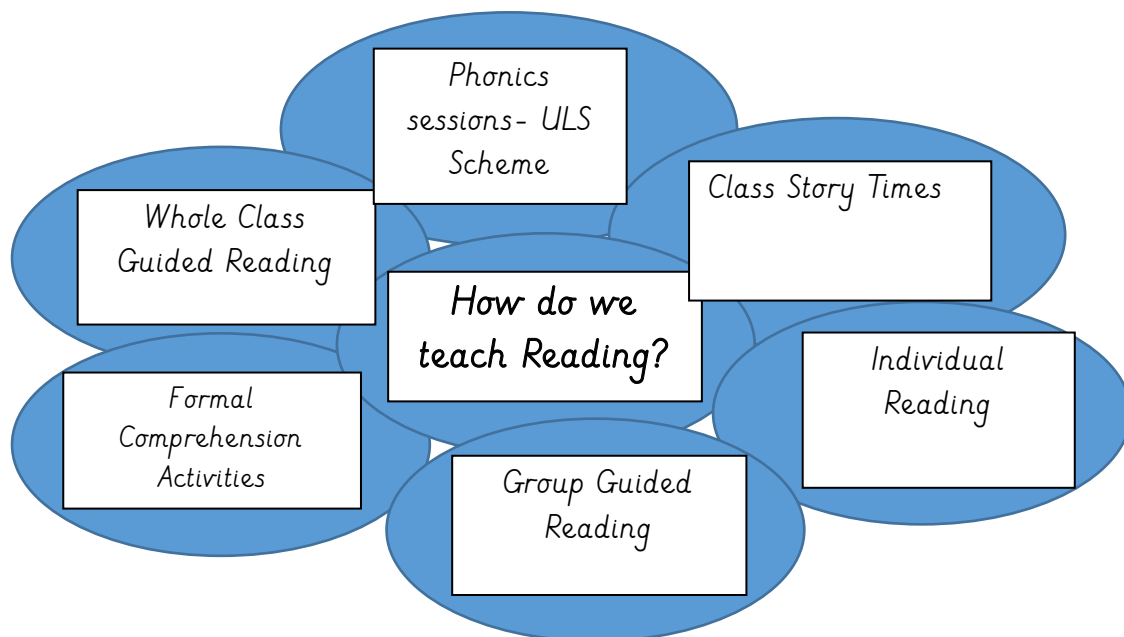 Phonics
sessions- ULS
Scheme
Class Story Times
Whole Class
Guided Reading
How do we
teach Reading?
Individual
Reading
Formal
Comprehension
Activities
Group Guided
Reading